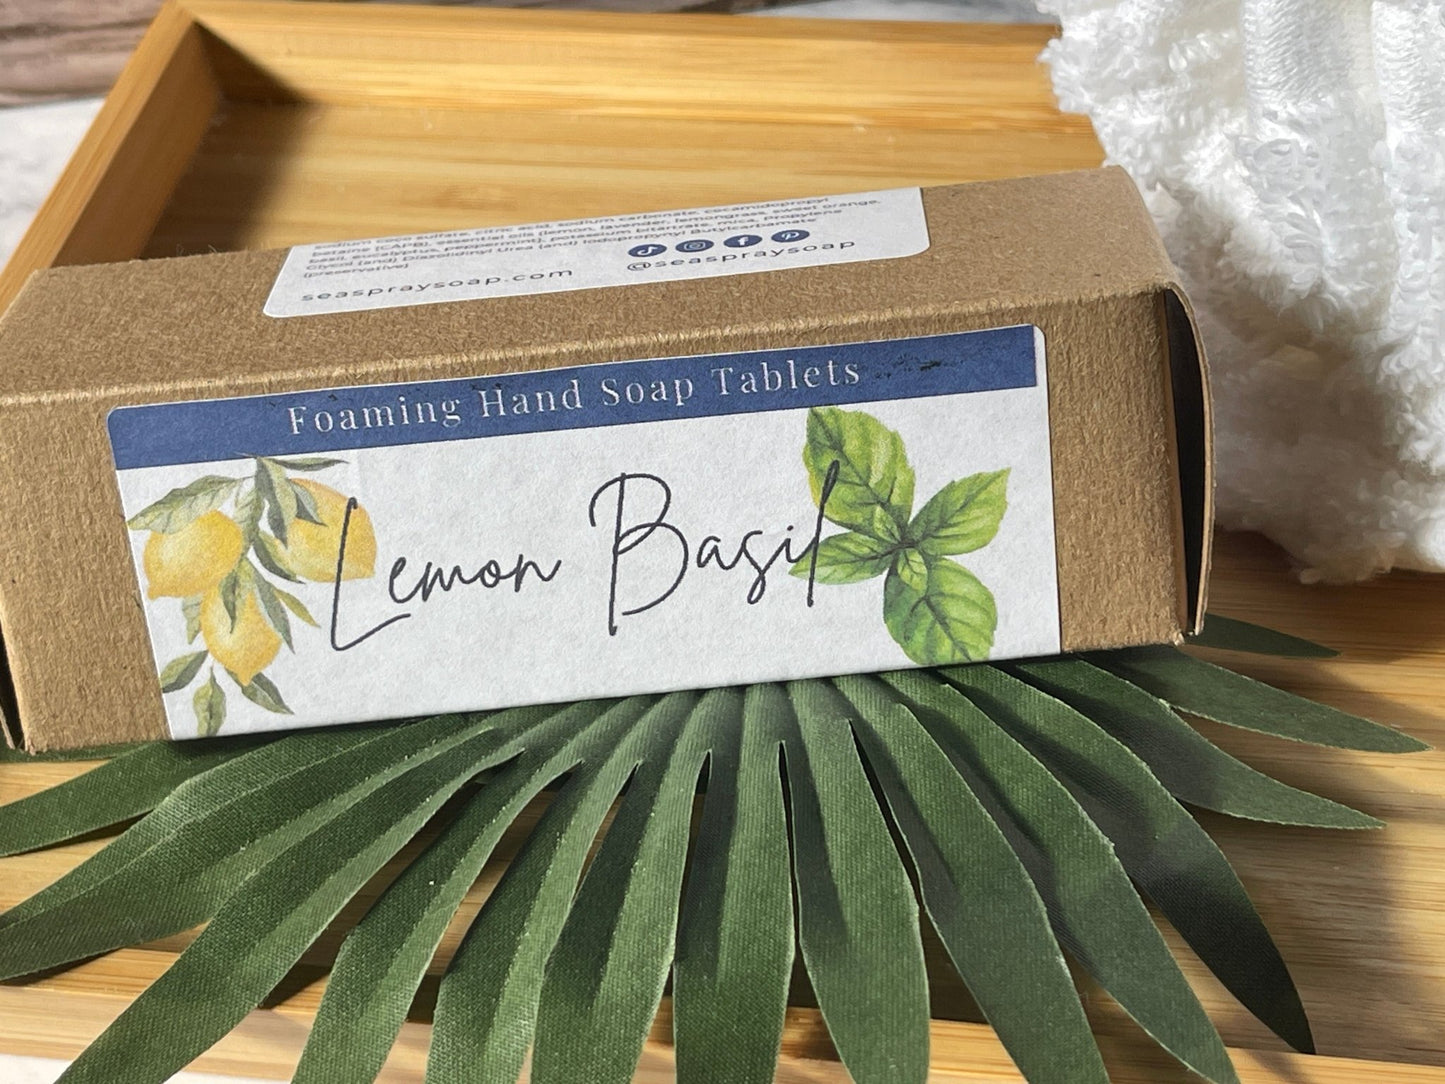 sodium coco sulfate, citric acid, sodium carbonate, cocamidopropyl
betaine (CAPB), essential oils (lemon, lavender, lemongrass, sweet orange,
basil, eucalyptus, peppermint), potassium bitartrate, mica, Propylene
Glycol (and) Diazolidinyl Urea (and) Iodopropynyl Butylcarbamate
(preservative)
seaspraysoap.com
@seaspraysoap
Foaming Hand Soap Tablets
Lemon Basil